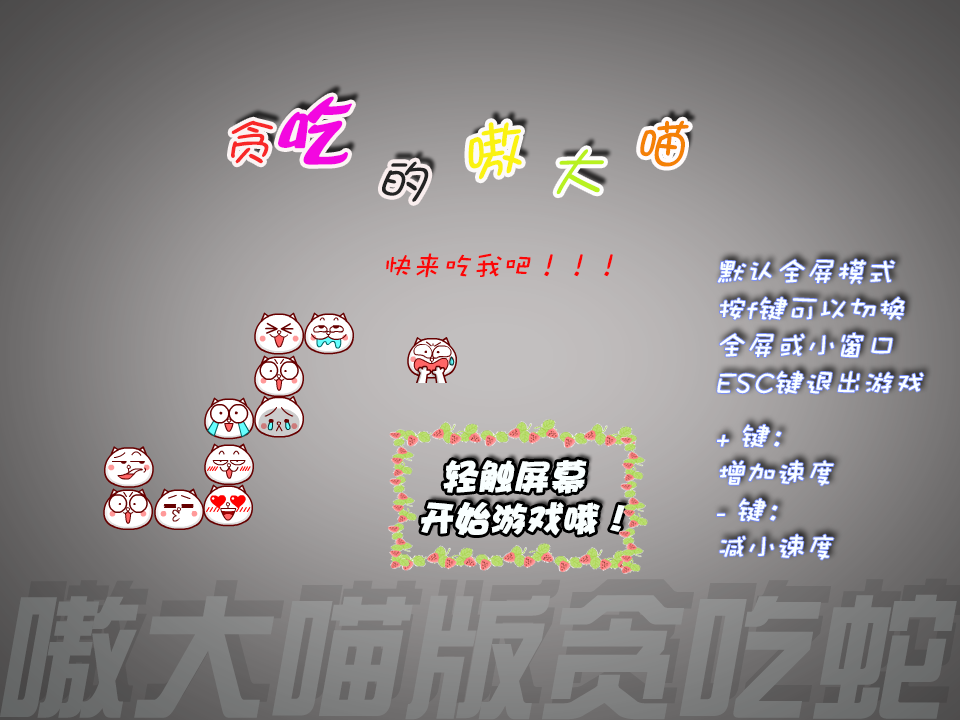 贪吃的嗷大喵
快来吃我吧！！！
默认全屏模式
按f键可以切换
全屏或小窗口
ESC键退出游戏
+ 键：
增加速度
- 键：
减小速度
轻触屏幕
开始游戏哦！
嗷大喵版贪吃蛇